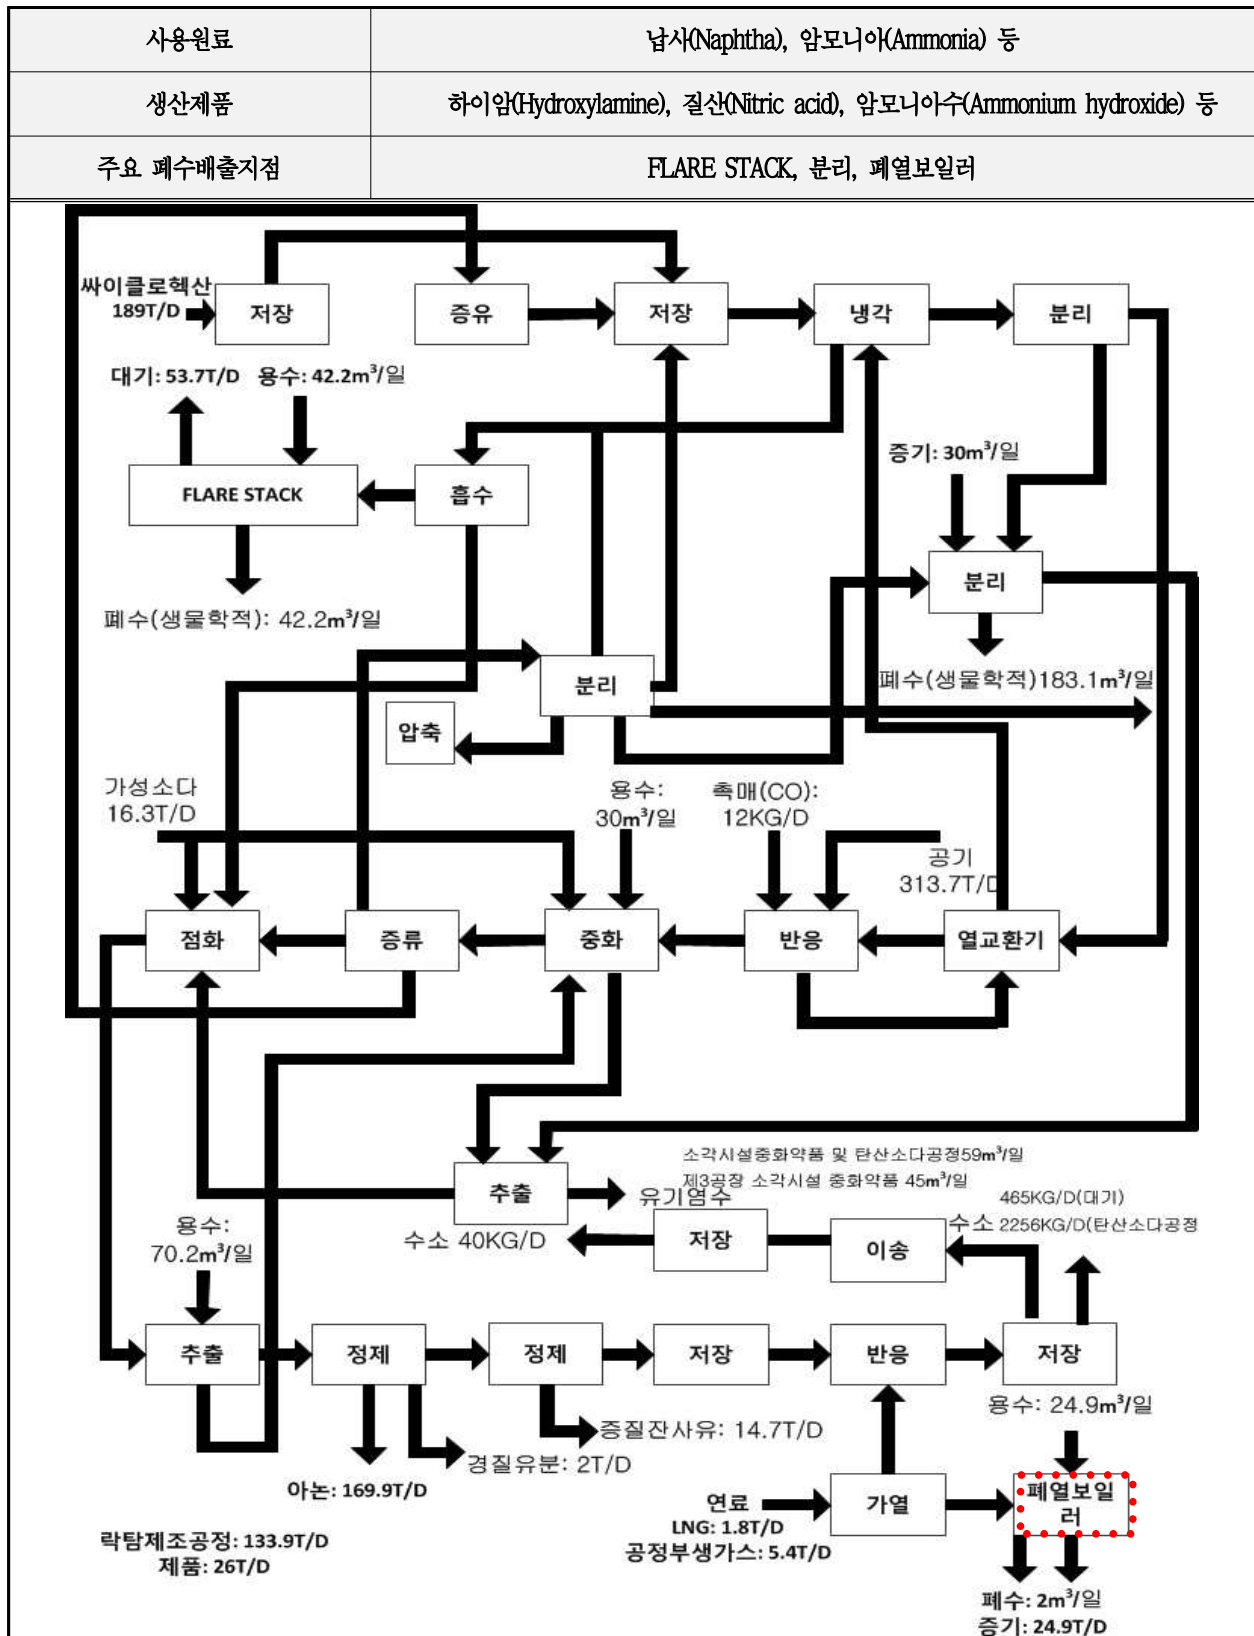 사용원료
납사(Naphtha), 암모니아(Ammonia) 등
생산제품
하이암(Hydroxylamine), 질산(Nitric acid), 암모니아수(Ammonium hydroxide) 등
주요 폐수배출지점
FLARE STACK, 분리, 폐열보일러
싸이클로헥산
189T/D
저장
증유
저장
냉각
분리
대기: 53.7T/D
용수: 42.2m³/일
증기: 30m³/일
FLARE STACK
흡수
분리
폐수(생물학적): 42.2m³/일
분리
폐수(생물학적)183.1m³/일
압축
가성소다
16.3T/D
용수:
30m³/일
촉매(CO):
12KG/D
공기
313.7T/D
점화
증류
중화
반응
열교환기
소각시설중화약품 및 탄산소다공정59m³/일
제3공장 소각시설 중화약품 45m³/일
추출
유기염수
465KG/D(대기)
수소 2256KG/D(탄산소다공정
용수:
70.2m³/일
수소 40KG/D
저장
이송
추출
정제
정제
저장
반응
저장
용수: 24.9m³/일
증질잔사유: 14.7T/D
경질유분: 2T/D
아논: 169.9T/D
연료
LNG: 1.8T/D
공정부생가스: 5.4T/D
가열
폐열보일
러
락탐제조공정: 133.9T/D
제품: 26T/D
폐수: 2m³/일
증기: 24.9T/D